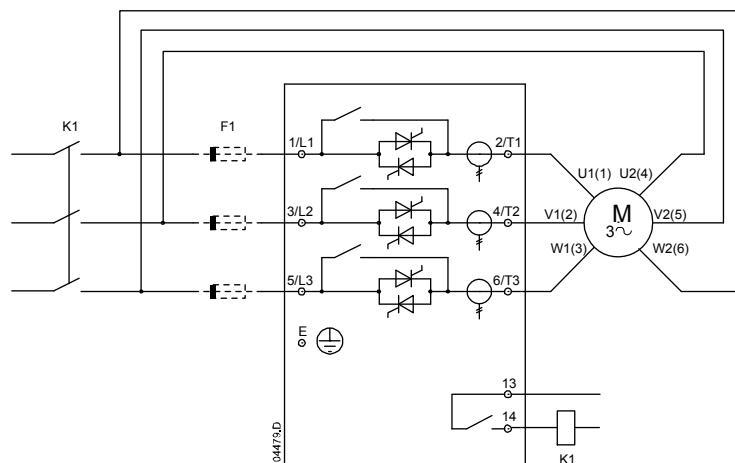 K1
F1
1/L1
2/T1
3/L2
4/T2
5/L3
6/T3
U1(1)
U2(4)
V1(2)
M
3~
V2(5)
W1(3)
W2(6)
E
13
14
K1
04479.D